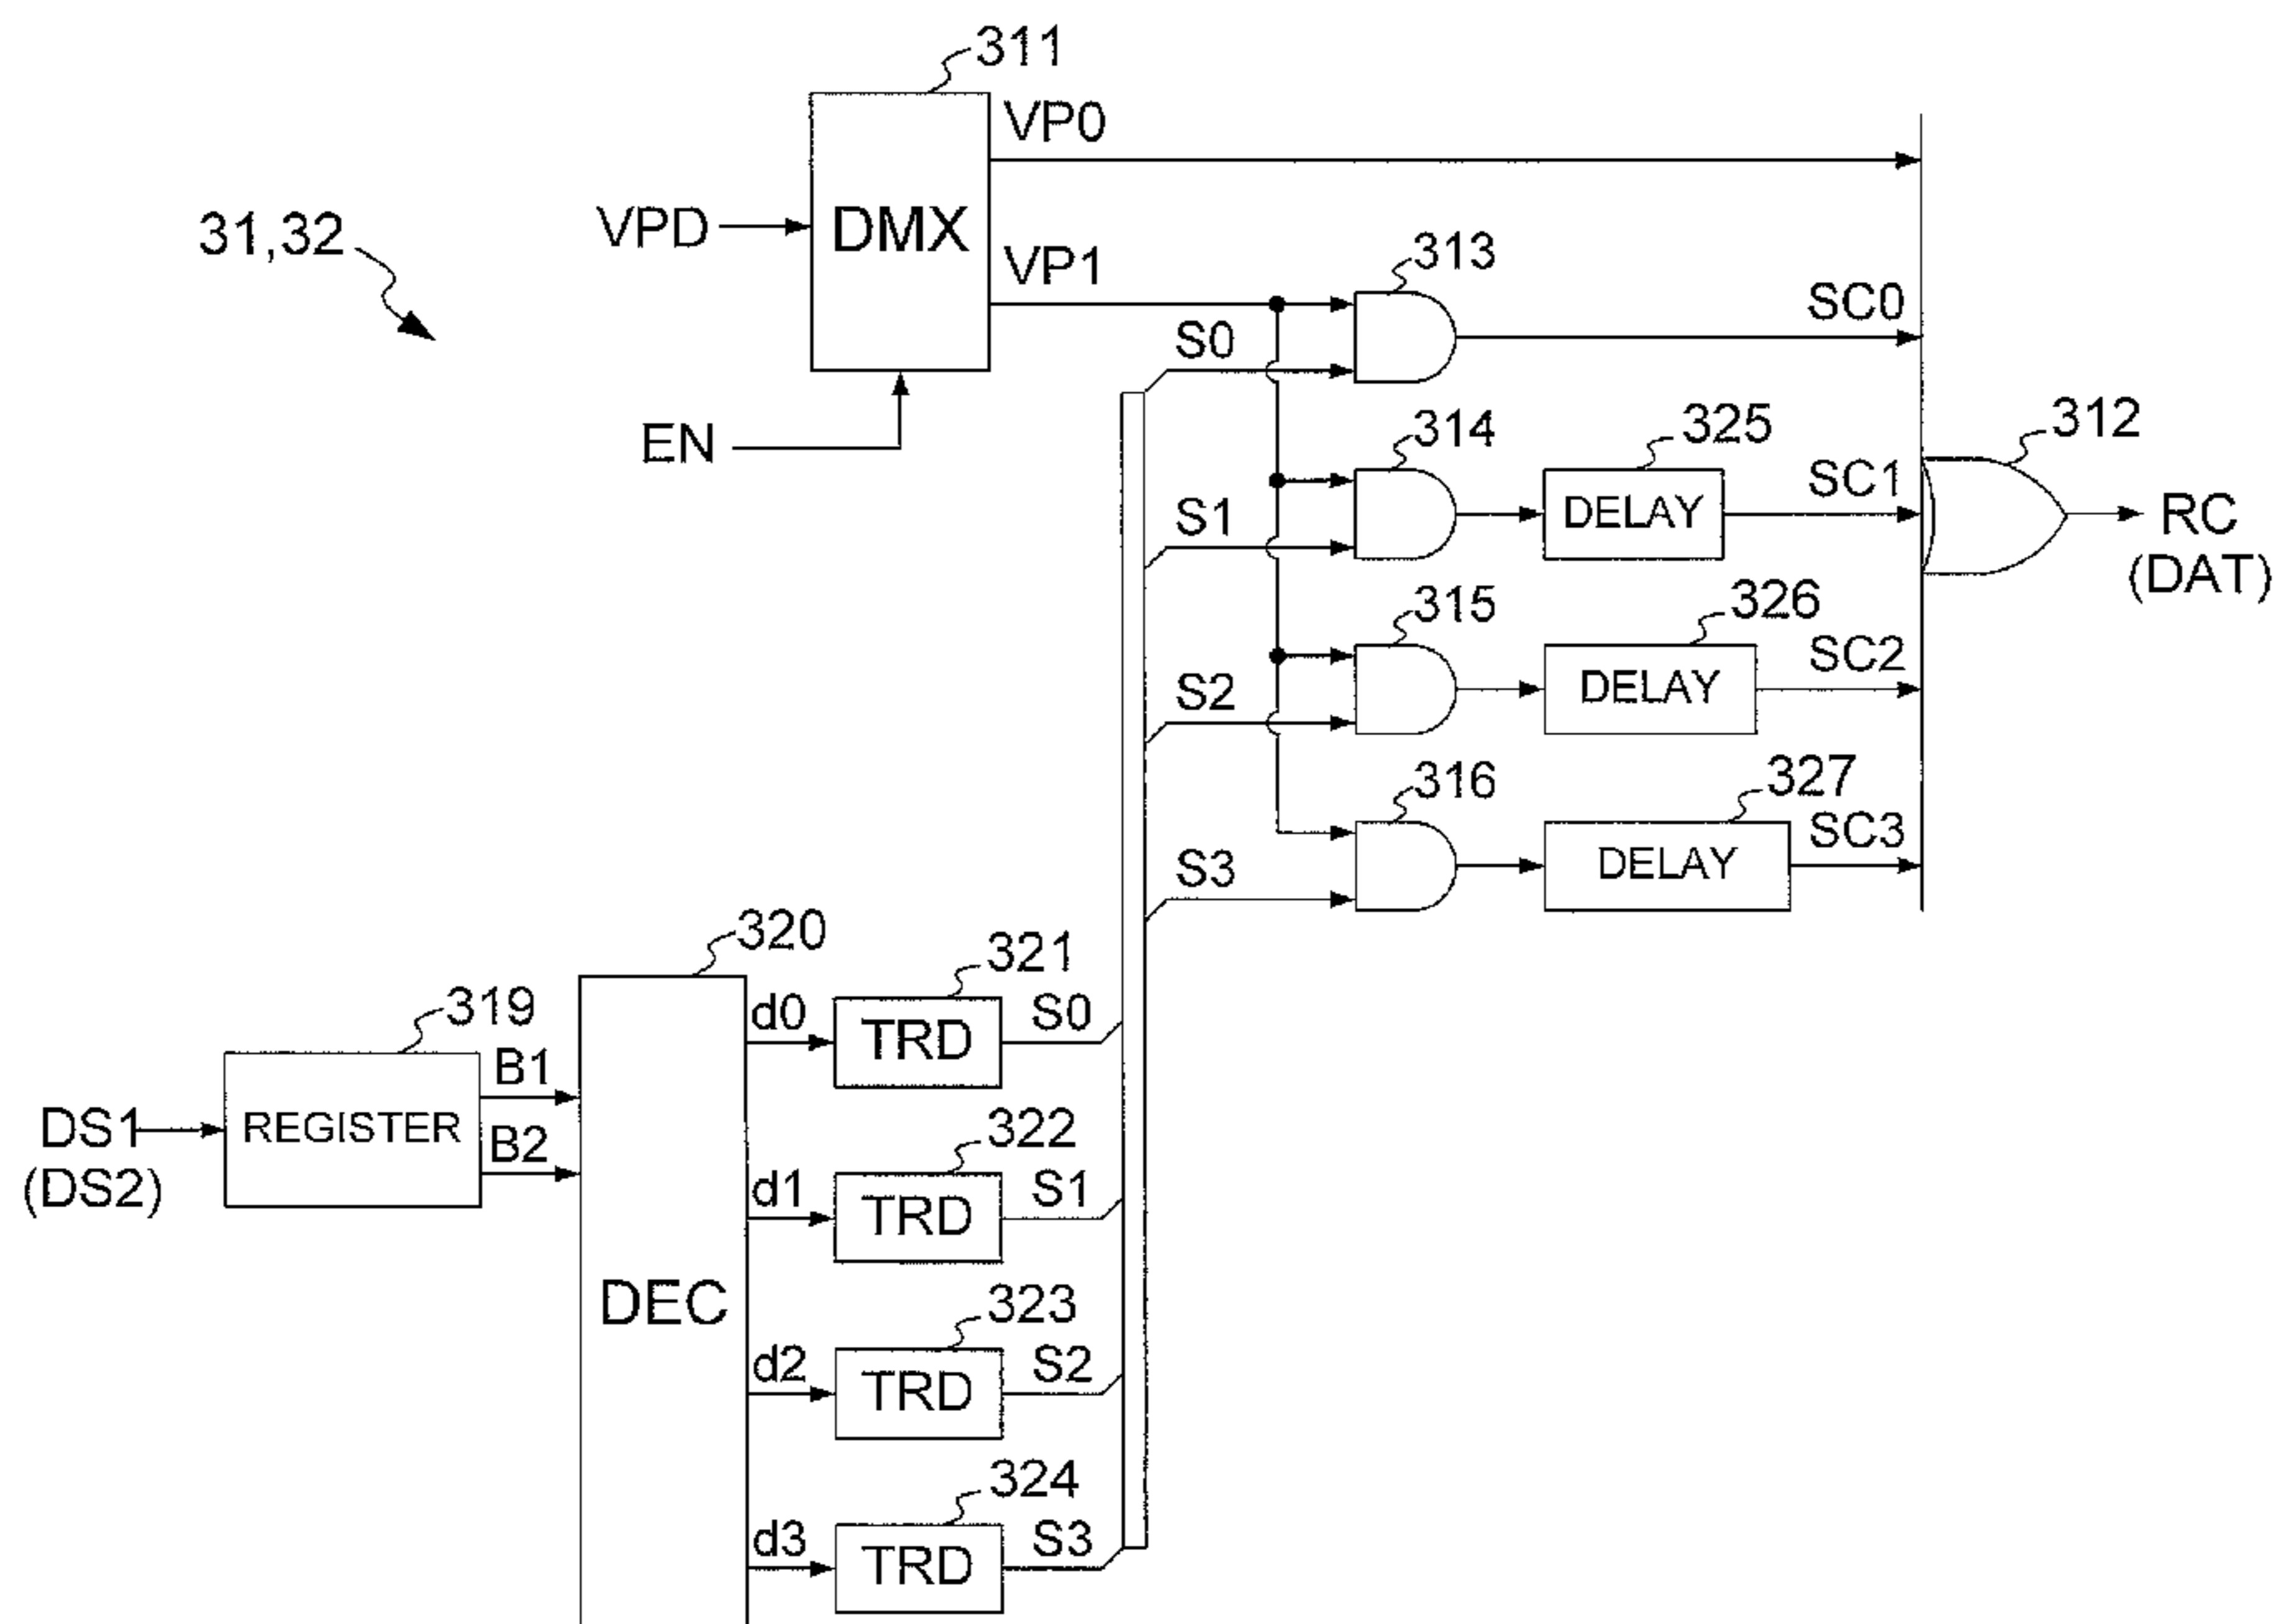 311
VP0
VPD
DMX
31,32
VP1
313
SC0
S0
EN
314
325
312
SC1
S1
DELAY
RC
(DAT)
315
326
SC2
S2
DELAY
316
327
SC3
S3
DELAY
320
321
319
d0
TRD
S0
B1
DS1
REGISTER
322
(DS2)
B2
d1
TRD
S1
DEC
323
d2
TRD
S2
324
d3
TRD
S3